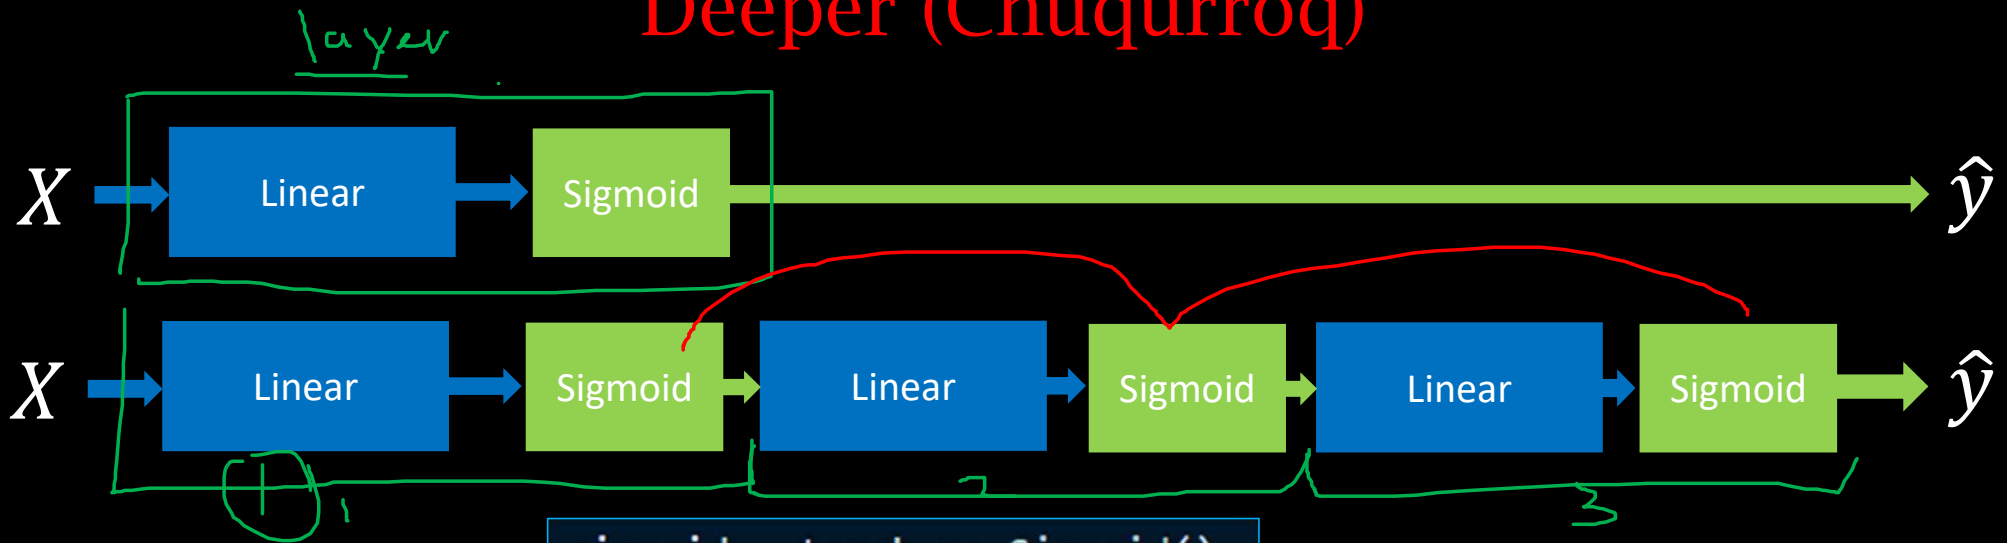 Deeper (Chuqurroq)
layer
X Linear Sigmoid ŷ
X Linear Sigmoid Linear Sigmoid Linear Sigmoid ŷ
1 2 3